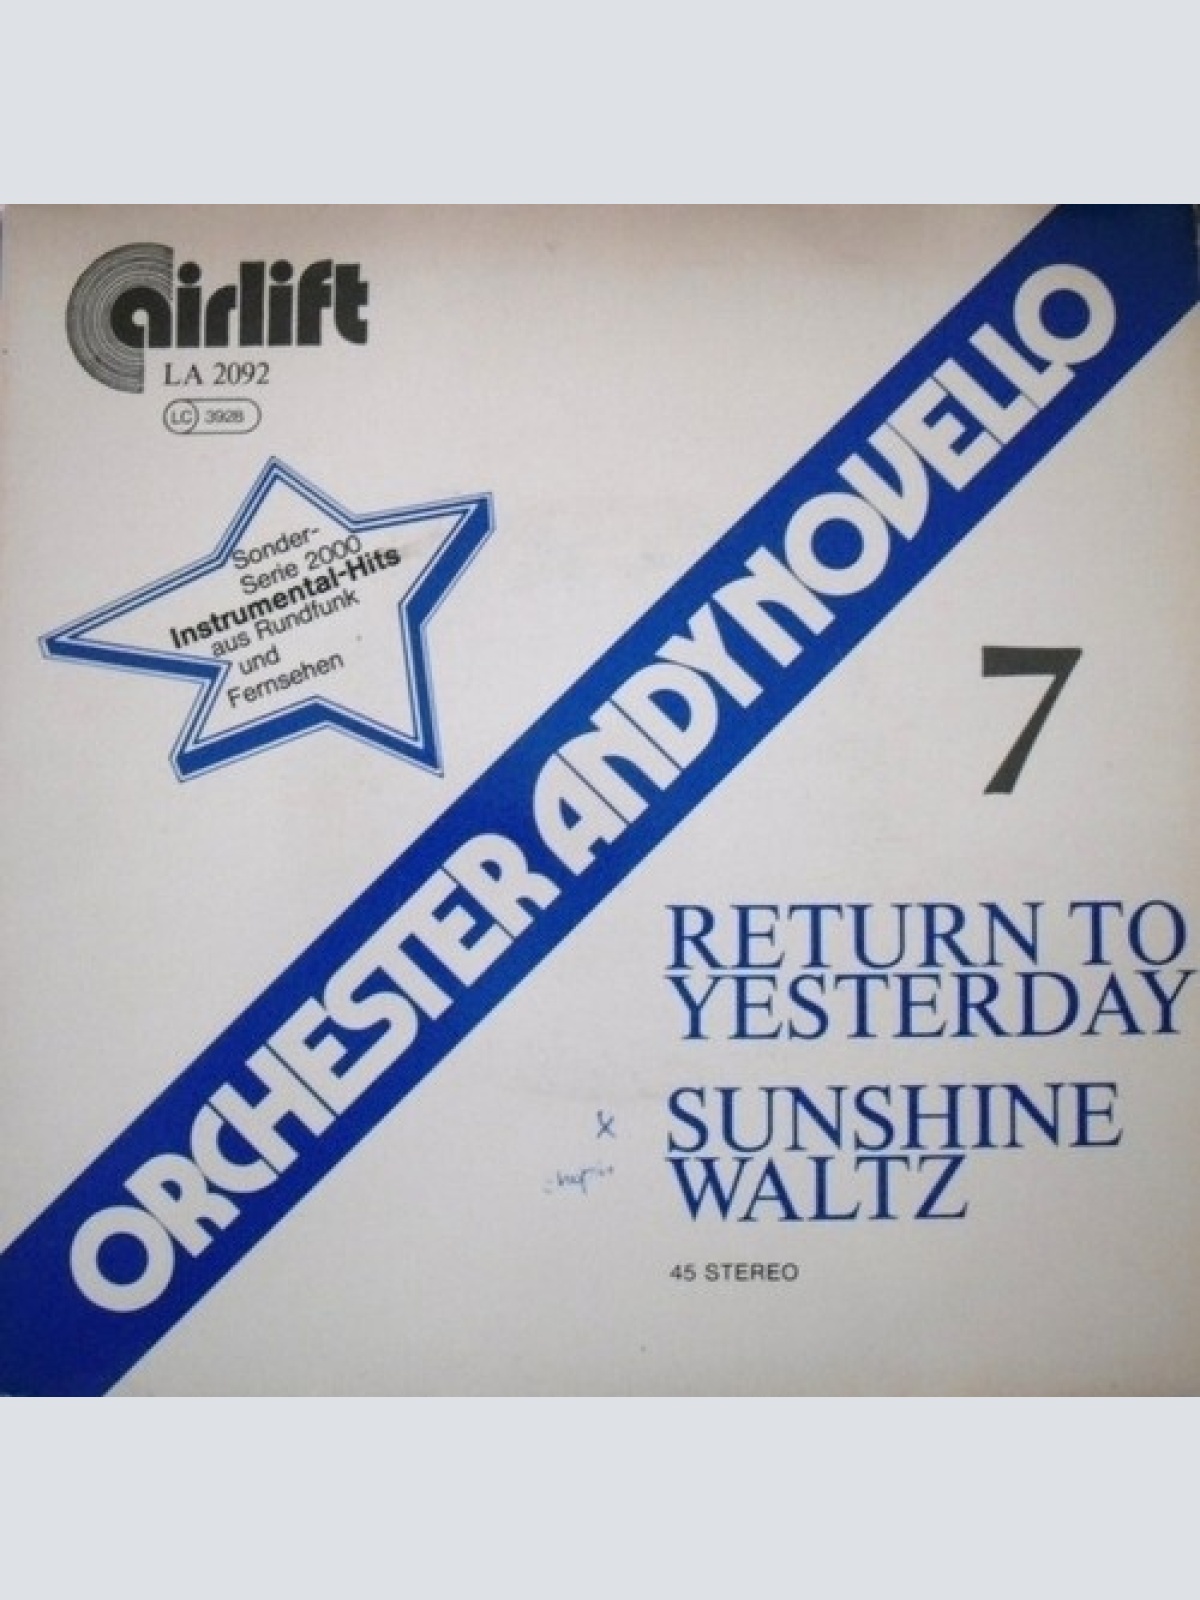 airlift
LA 2092
LC 3928
Sonder-
Serie 2000
Instrumental-Hits
aus Rundfunk
und
Fernsehen
ORCHESTER ANDY NOVELLO
7
RETURN TO
YESTERDAY
SUNSHINE
WALTZ
45 STEREO